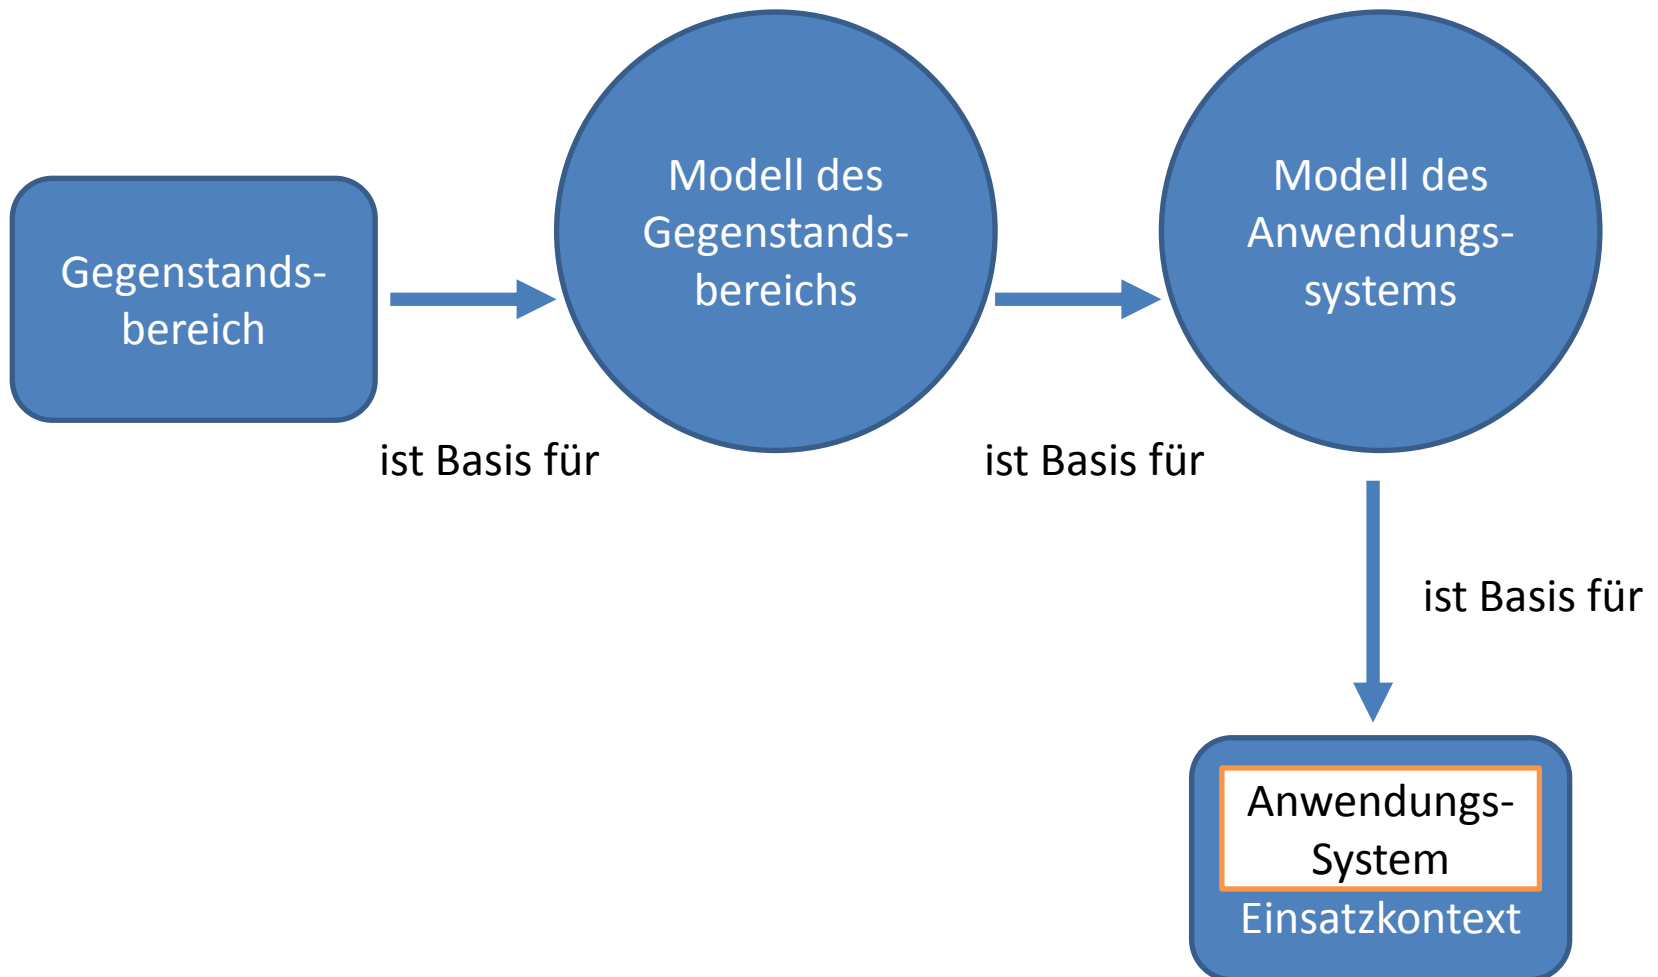 Gegenstands-
bereich
ist Basis für
Modell des
Gegenstands-
bereichs
ist Basis für
Modell des
Anwendungs-
systems
ist Basis für
Anwendungs-
System
Einsatzkontext